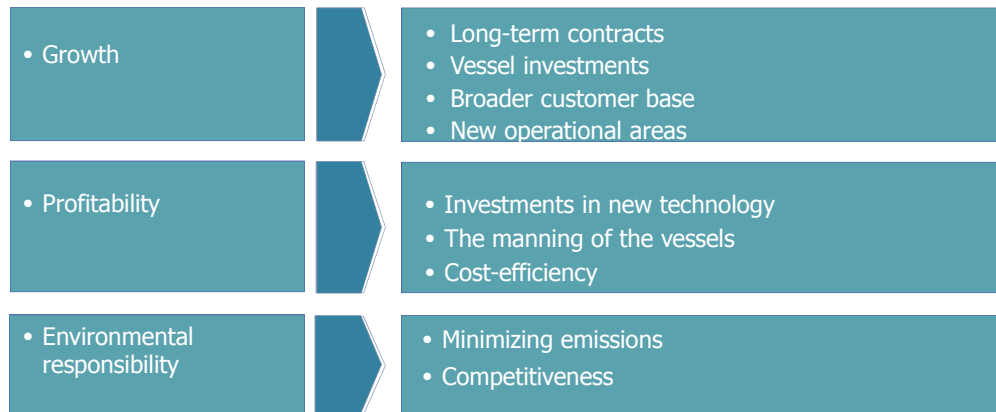 • Growth
• Long-term contracts
• Vessel investments
• Broader customer base
• New operational areas
• Profitability
• Investments in new technology
• The manning of the vessels
• Cost-efficiency
• Environmental
responsibility
• Minimizing emissions
• Competitiveness